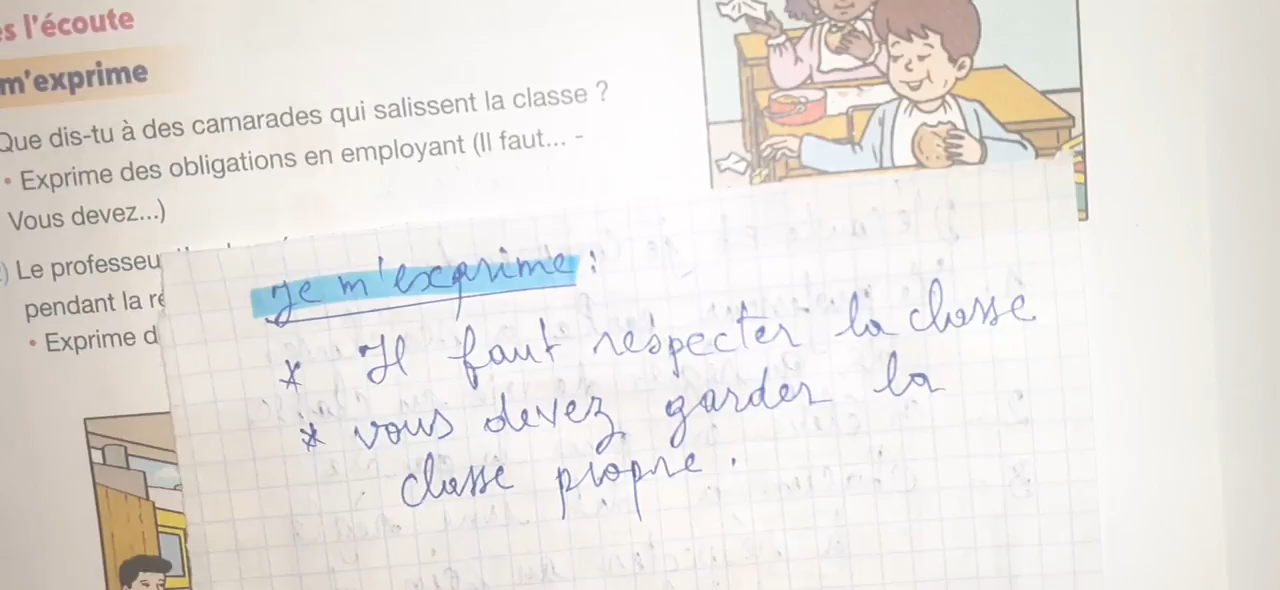 s l'écoute
m'exprime
Que dis-tu à des camarades qui salissent la classe ?
• Exprime des obligations en employant (Il faut... -
Vous devez...)
) Le professeu
pendant la ré
• Exprime d
Je m'exprime :
* Il faut respecter la classe
* vous devez garder la
classe propre.